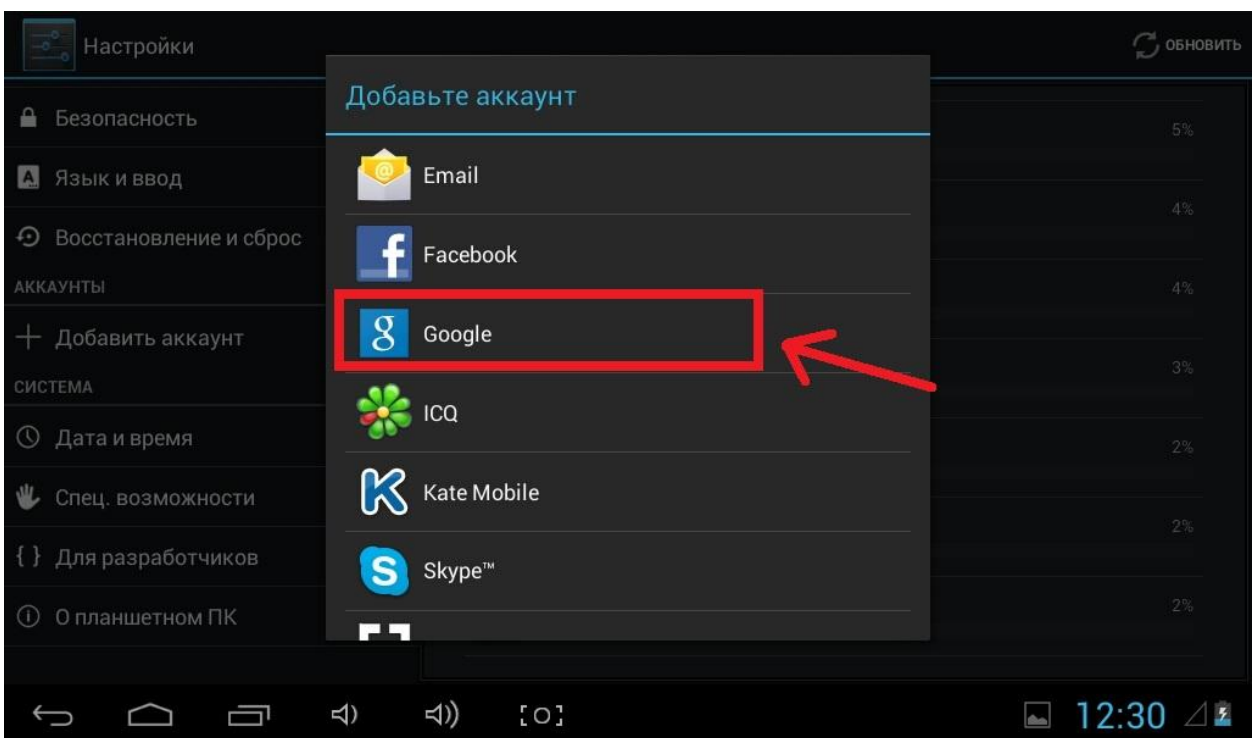 Настройки
ОБНОВИТЬ
Безопасность
Язык и ввод
Восстановление и сброс
АККАУНТЫ
Добавить аккаунт
СИСТЕМА
Дата и время
Спец. возможности
{ } Для разработчиков
О планшетном ПК
Добавьте аккаунт
Email
Facebook
Google
ICQ
Kate Mobile
Skype™
5%
4%
4%
3%
2%
2%
2%
12:30